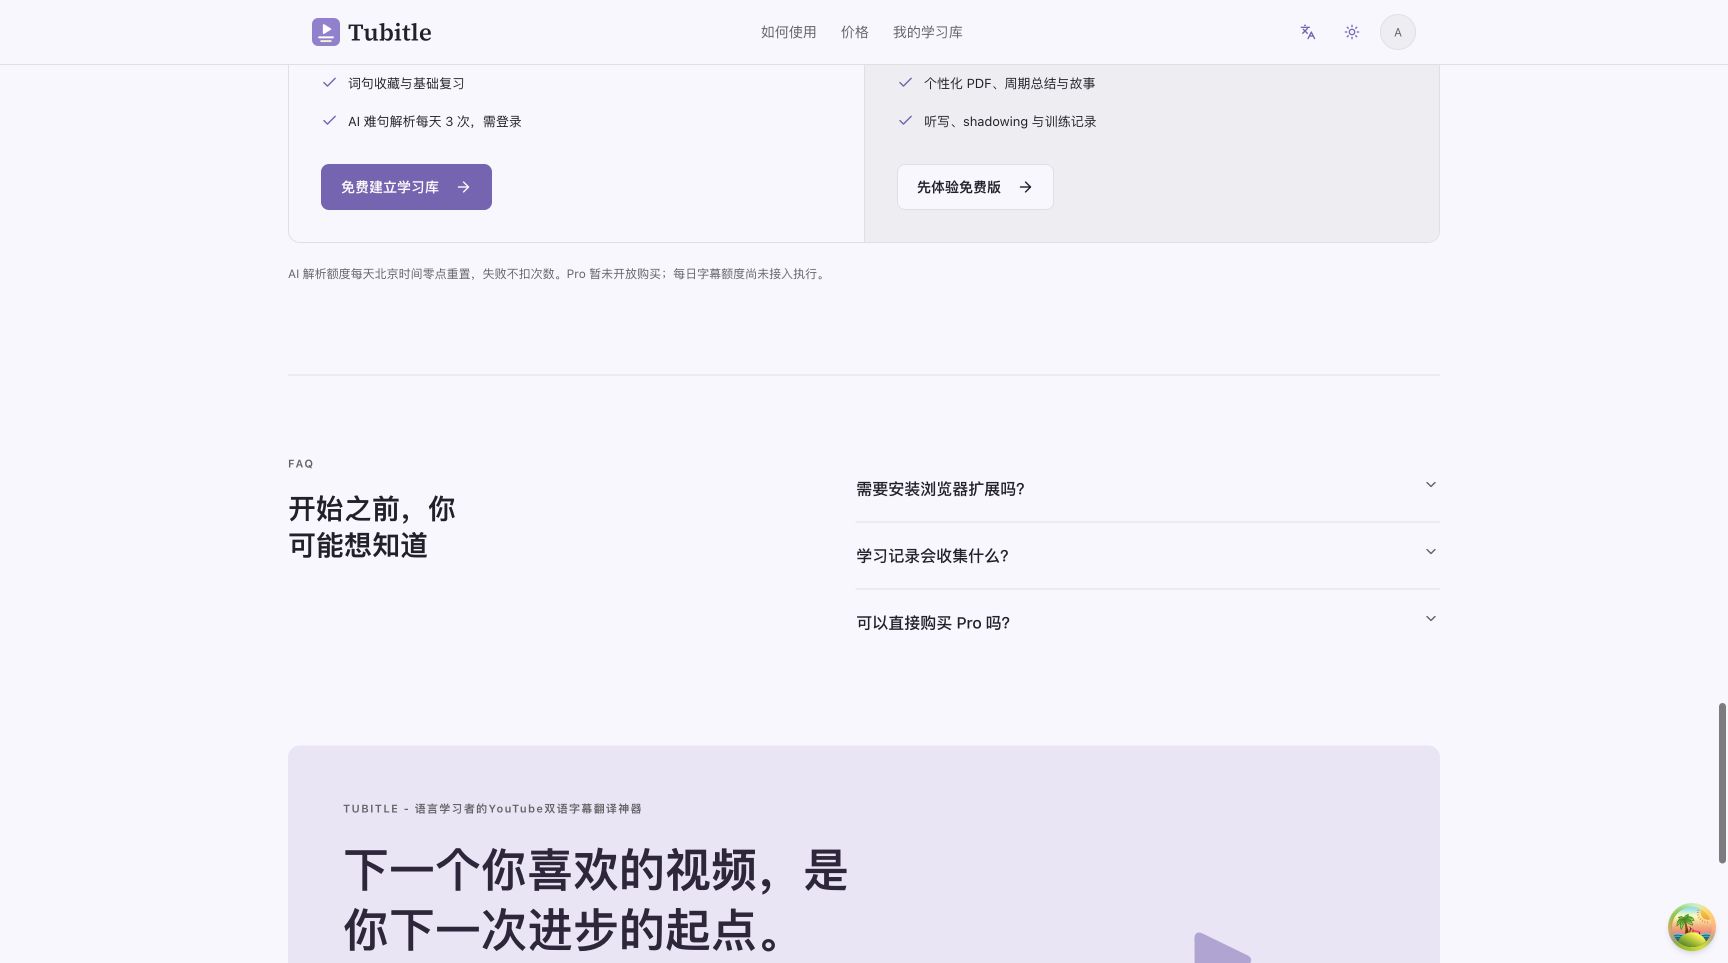 Tubitle
如何使用
价格
我的学习库
A
词句收藏与基础复习
AI 难句解析每天 3 次，需登录
免费建立学习库 →
个性化 PDF、周期总结与故事
听写、shadowing 与训练记录
先体验免费版 →
AI 解析额度每天北京时间零点重置，失败不扣次数。Pro 暂未开放购买；每日字幕额度尚未接入执行。
FAQ
开始之前，你
可能想知道
需要安装浏览器扩展吗?
学习记录会收集什么?
可以直接购买 Pro 吗?
TUBITLE - 语言学习者的YouTube双语字幕翻译神器
下一个你喜欢的视频，是
你下一次进步的起点。